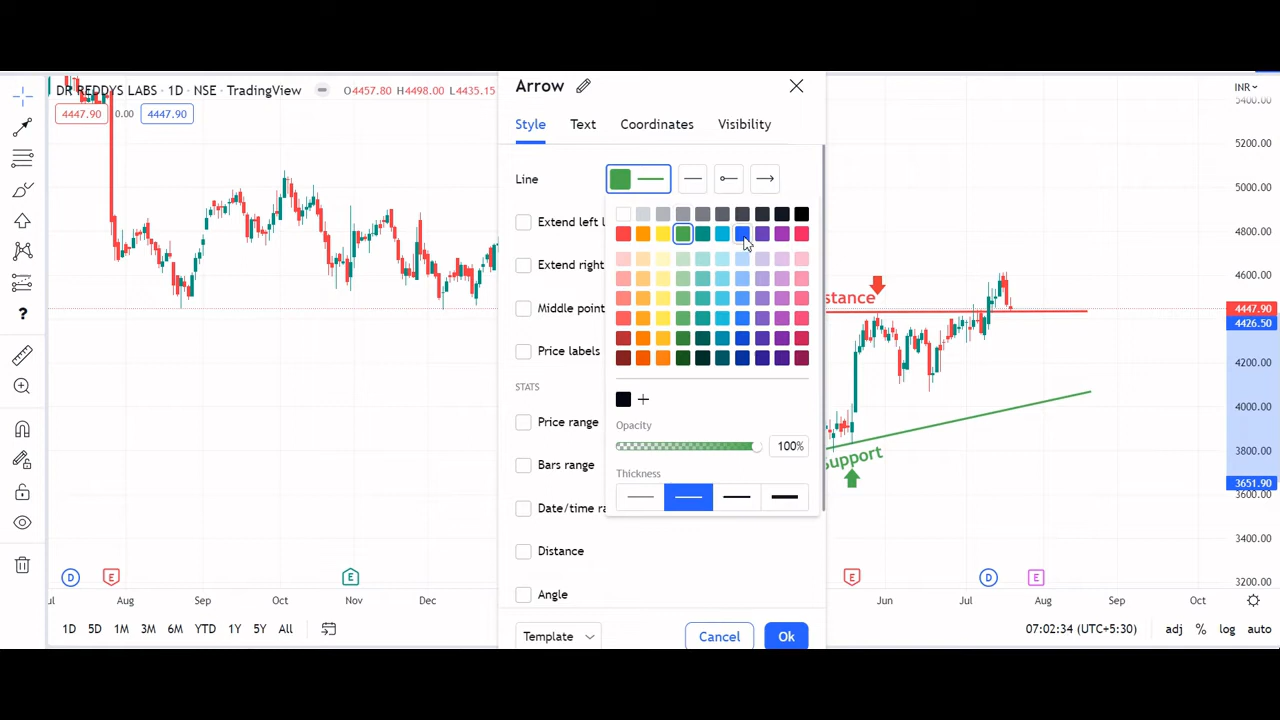 Arrow
DR REDDYS LABS · 1D · NSE TradingView
O4457.80 H4498.00 L4435.15
INR
5400.00
4447.90 0.00 4447.90
Style Text Coordinates Visibility
5200.00
Line
5000.00
Extend left l
4800.00
Extend right
4600.00
Middle point
stance
4447.90
4426.50
Price labels
4200.00
STATS
4000.00
Price range
Opacity
100%
3800.00
Support
Bars range
Thickness
3651.90
3600.00
Date/time ra
3400.00
Distance
D E E E D E
3200.00
Angle
ul Aug Sep Oct Nov Dec Jun Jul Aug Sep Oct
1D 5D 1M 3M 6M YTD 1Y 5Y All
Template Cancel Ok
07:02:34 (UTC+5:30) adj % log auto